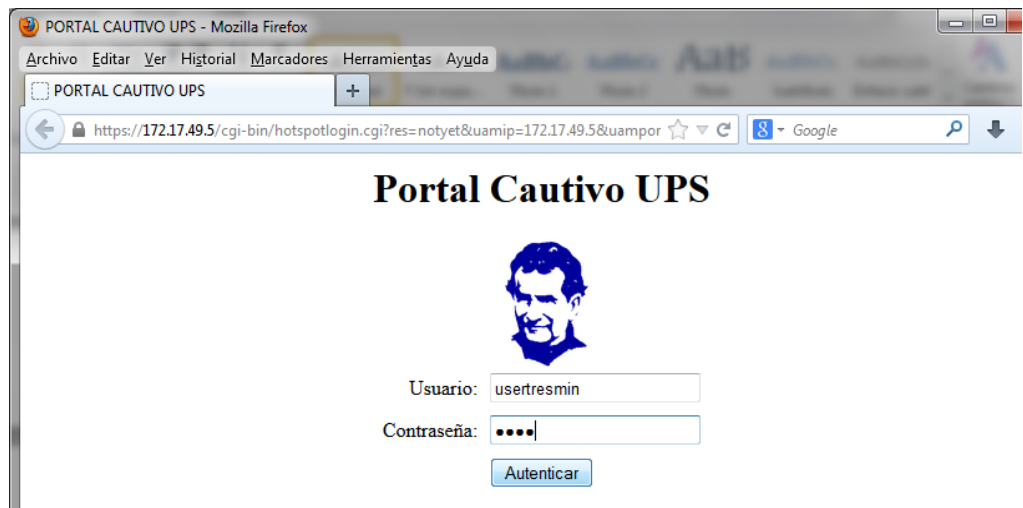 PORTAL CAUTIVO UPS - Mozilla Firefox
Archivo Editar Ver Historial Marcadores Herramientas Ayuda
PORTAL CAUTIVO UPS +
https://172.17.49.5/cgi-bin/hotspotlogin.cgi?res=notyet&uamip=172.17.49.5&uampor 8 Google
Portal Cautivo UPS
Usuario: usertresmin
Contraseña: ••••
Autenticar